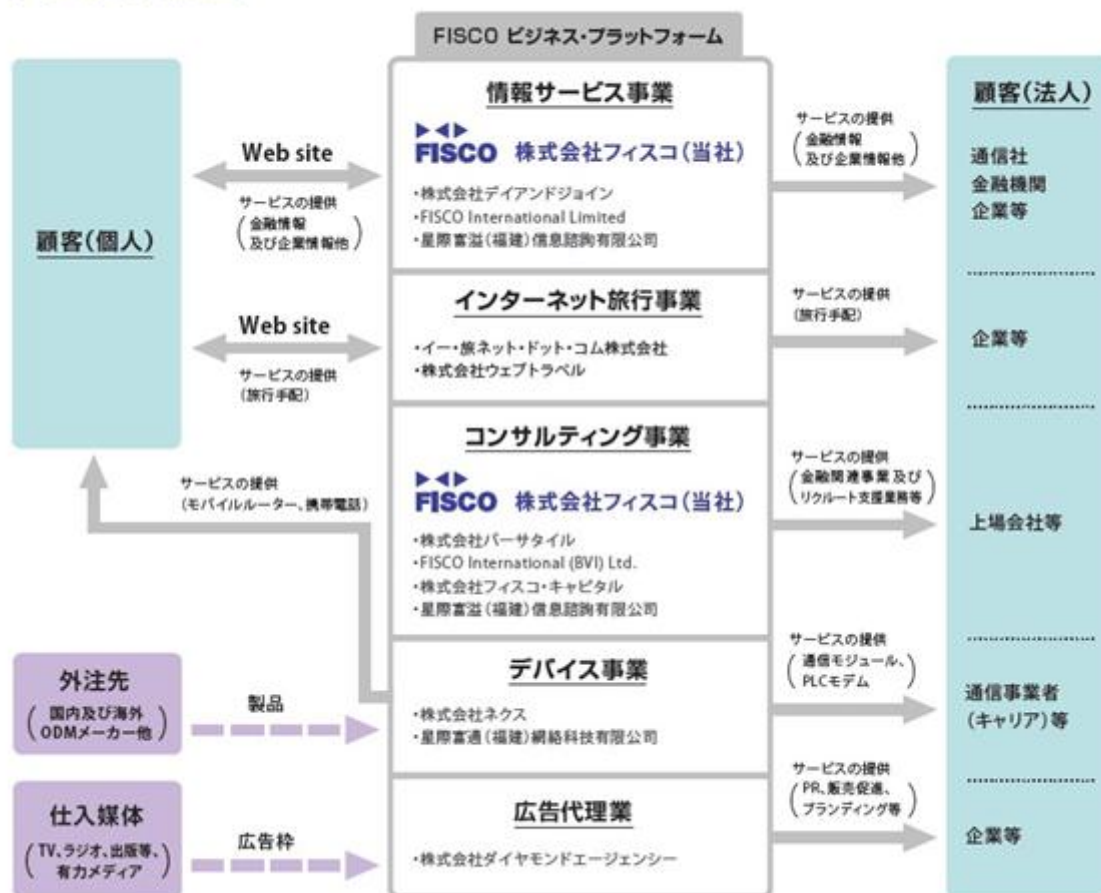 FISCO ビジネス・プラットフォーム
顧客(個人)
Web site
サービスの提供
(金融情報
及び企業情報他)
Web site
サービスの提供
(旅行手配)
サービスの提供
(モバイルルーター、携帯電話)
外注先
(国内及び海外
ODMメーカー他)
製品
仕入媒体
(TV、ラジオ、出版等、
有力メディア)
広告枠
情報サービス事業
FISCO 株式会社フィスコ(当社)
・株式会社デイアンドジョイン
・FISCO International Limited
・星際富溢(福建)信息諮詢有限公司
インターネット旅行事業
・イー・旅ネット・ドット・コム株式会社
・株式会社ウェブトラベル
コンサルティング事業
FISCO 株式会社フィスコ(当社)
・株式会社バーサタイル
・FISCO International (BVI) Ltd.
・株式会社フィスコ・キャピタル
・星際富溢(福建)信息諮詢有限公司
デバイス事業
・株式会社ネクス
・星際富通(福建)網絡科技有限公司
広告代理業
・株式会社ダイヤモンドエージェンシー
サービスの提供
(金融情報
及び企業情報他)
サービスの提供
(旅行手配)
サービスの提供
(金融関連事業及び
リクルート支援業務等)
サービスの提供
(通信モジュール、
PLCモデム)
サービスの提供
(PR、販売促進、
ブランディング等)
顧客(法人)
通信社
金融機関
企業等
企業等
上場会社等
通信事業者
(キャリア)等
企業等